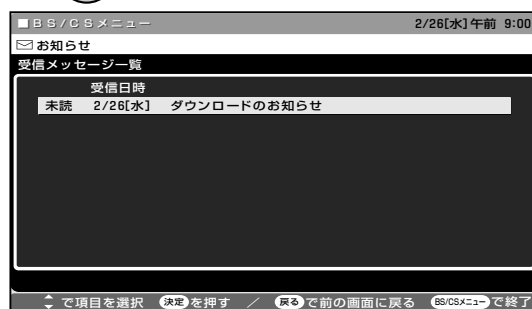 ■BS/CSメニュー 2/26[水]午前 9:00
お知らせ
受信メッセージ一覧
受信日時
未読 2/26[水] ダウンロードのお知らせ
で項目を選択 決定を押す / 戻るで前の画面に戻る BS/CSメニューで終了